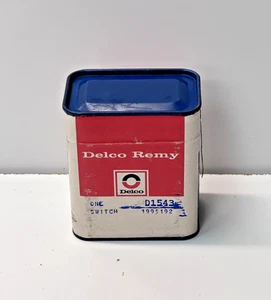 Delco Remy
Delco
ONE D1543
SWITCH 1995192